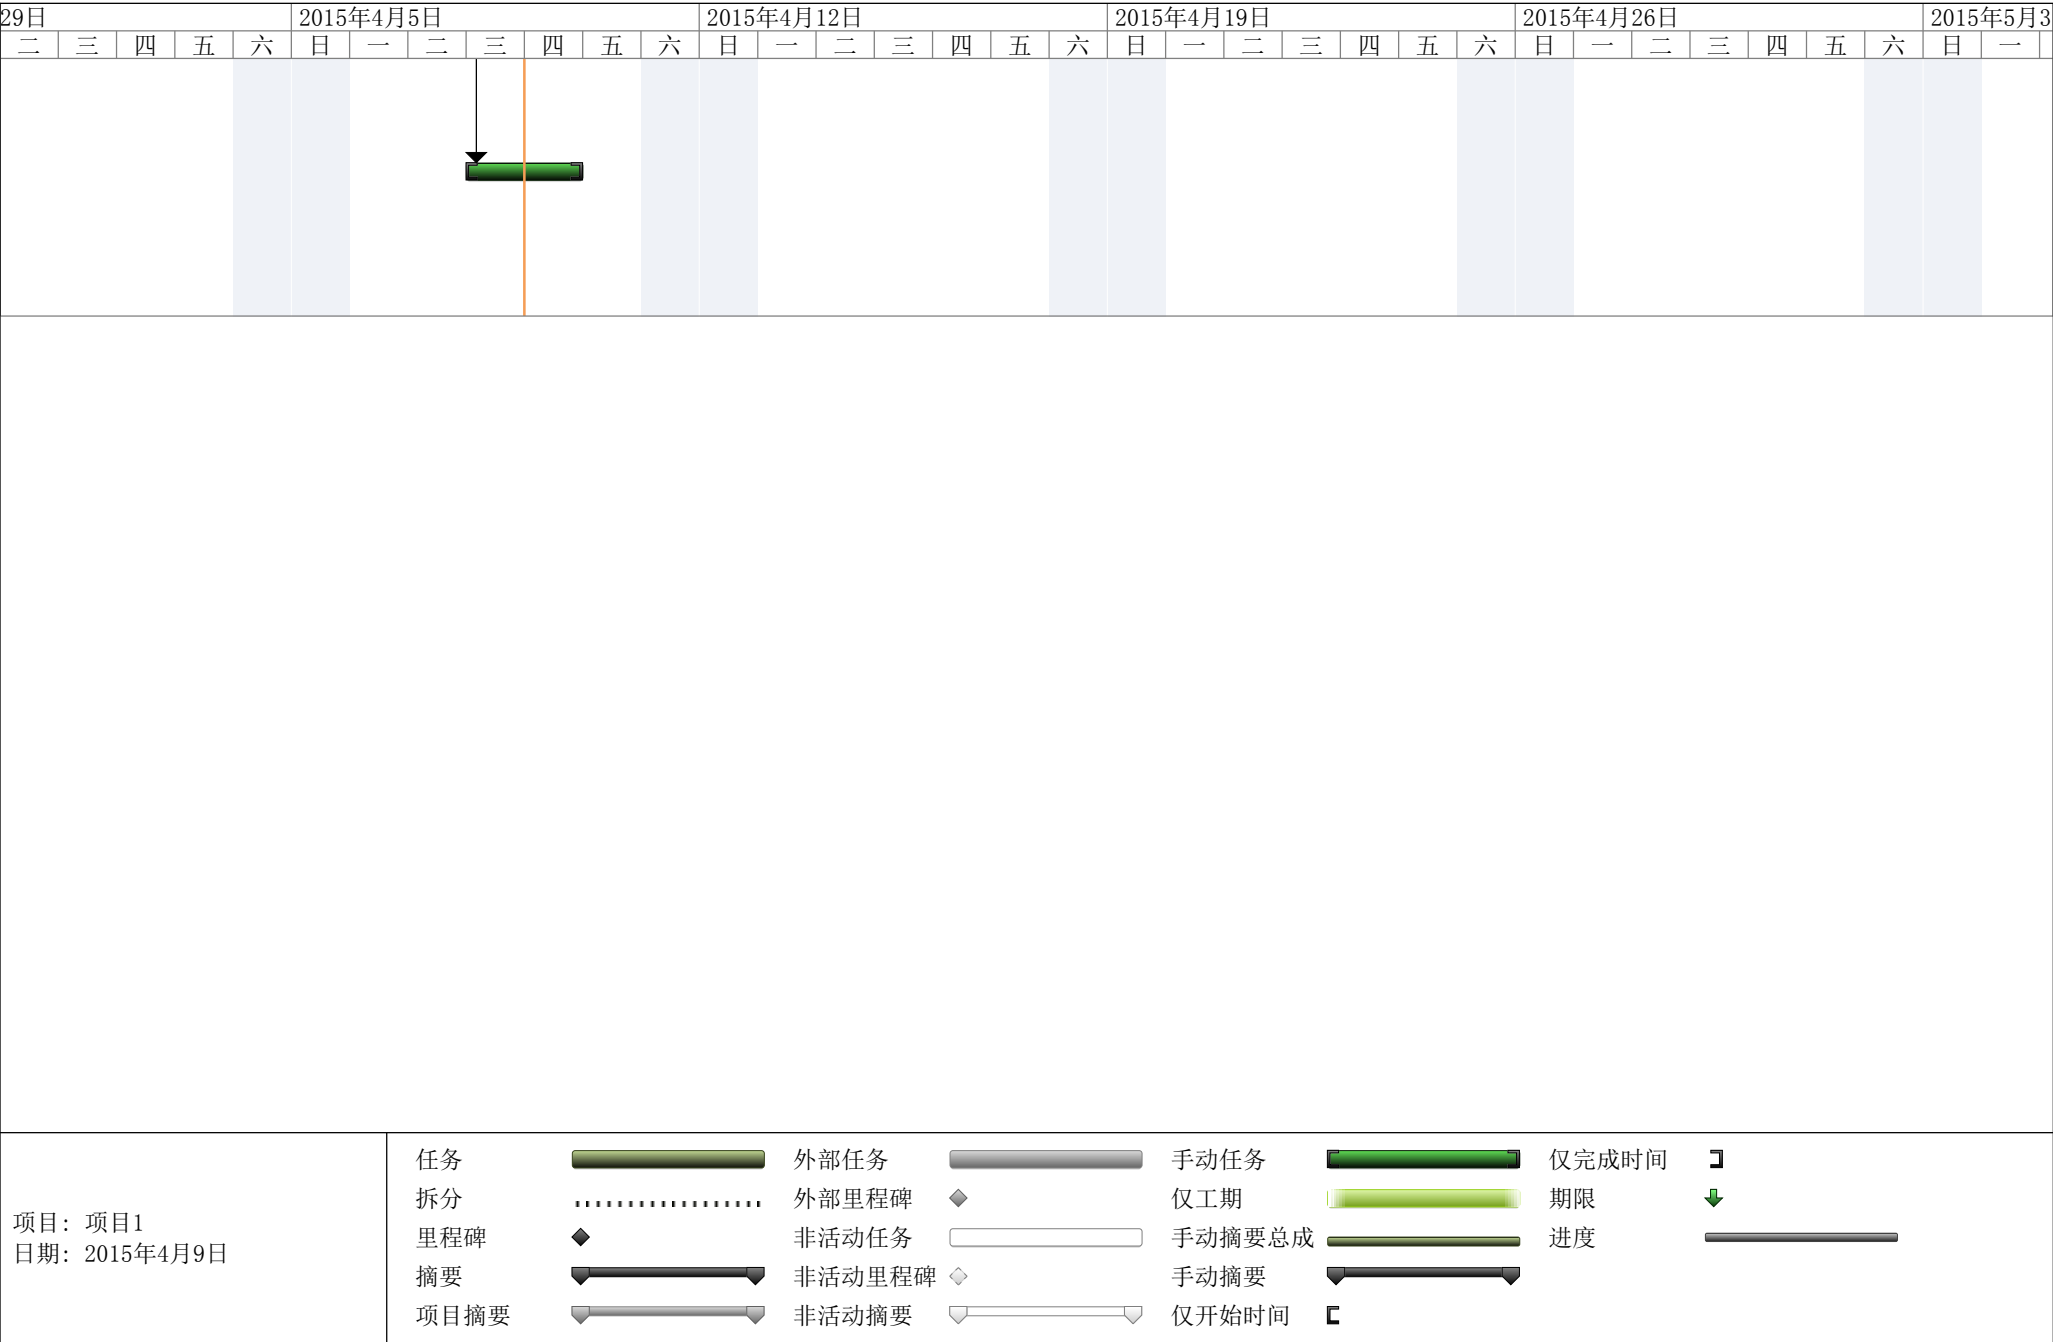 29日 2015年4月5日 2015年4月12日 2015年4月19日 2015年4月26日 2015年5月3
二 三 四 五 六 日 一 二 三 四 五 六 日 一 二 三 四 五 六 日 一 二 三 四 五 六 日 一 二 三 四 五 六 日 一
项目: 项目1
日期: 2015年4月9日
任务 外部任务 手动任务 仅完成时间
拆分 外部里程碑 仅工期 期限
里程碑 非活动任务 手动摘要总成 进度
摘要 非活动里程碑 手动摘要
项目摘要 非活动摘要 仅开始时间